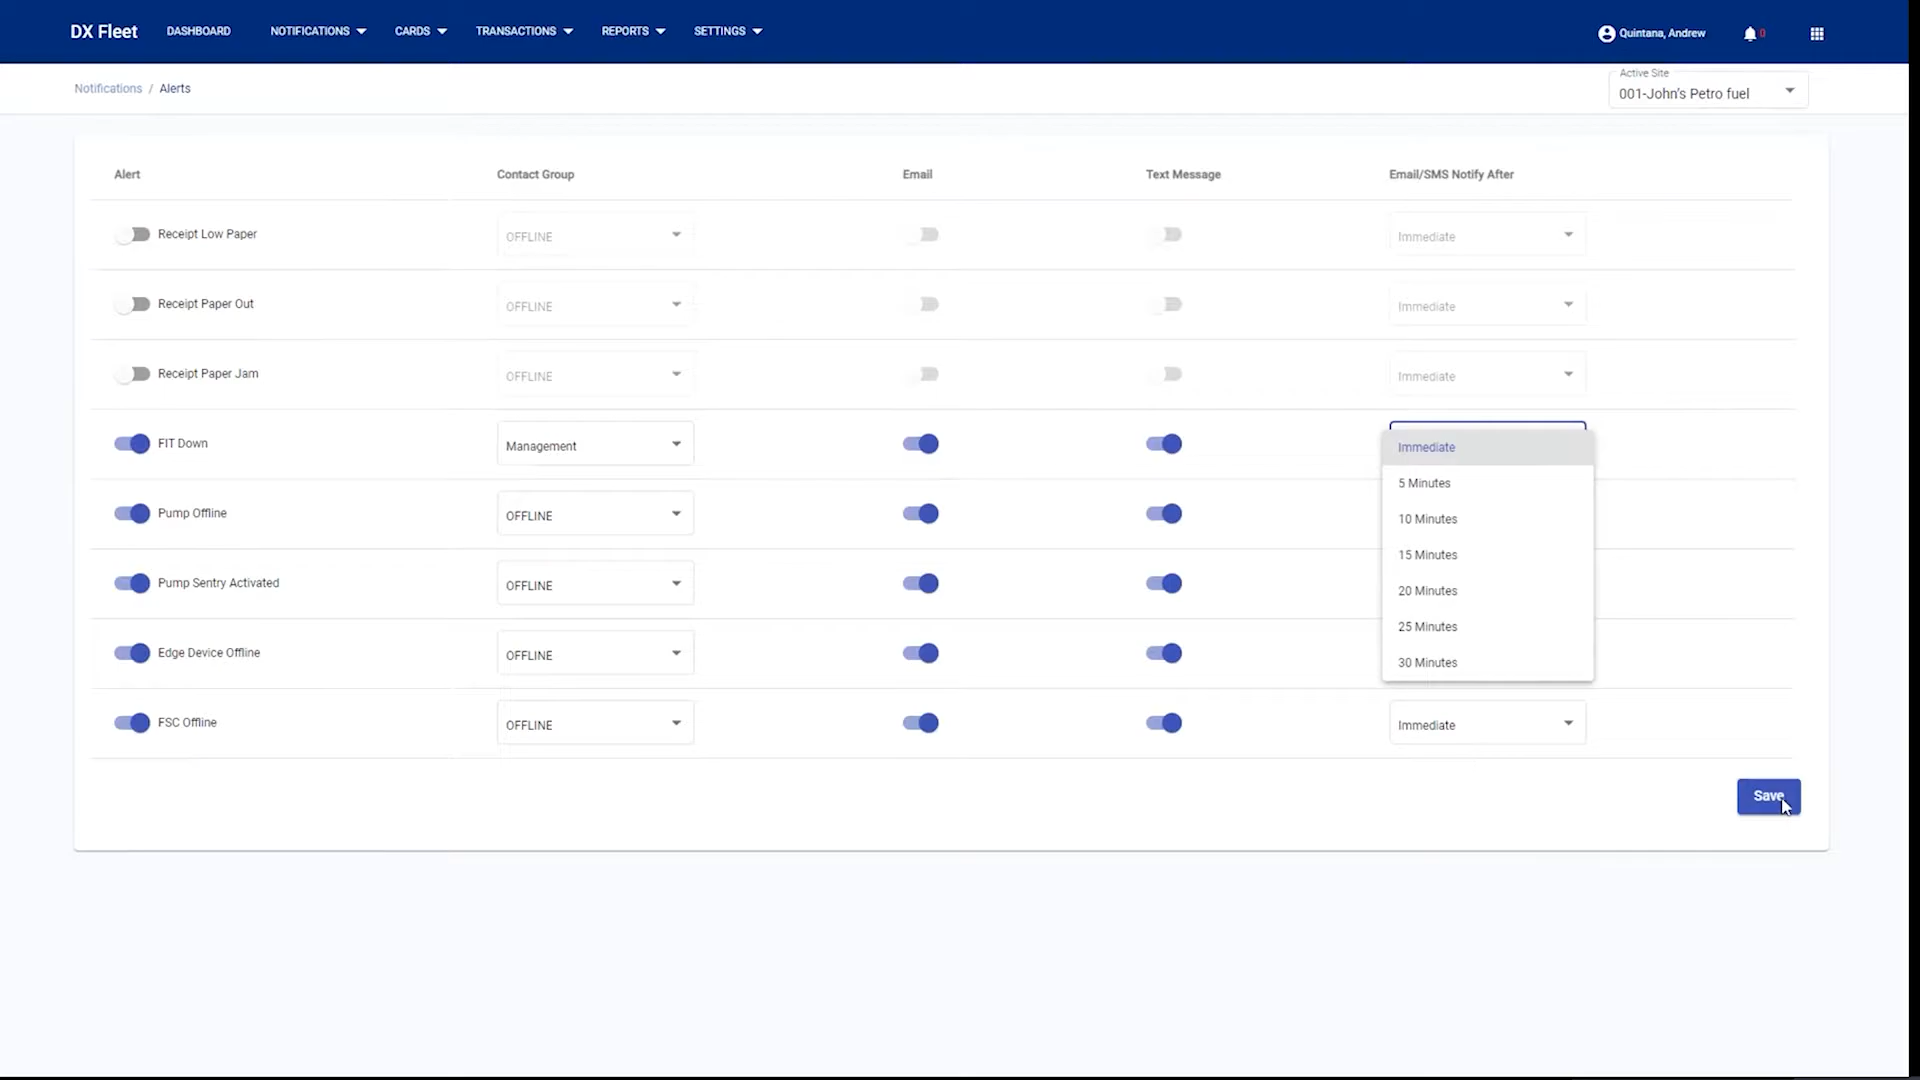 DX Fleet DASHBOARD NOTIFICATIONS CARDS TRANSACTIONS REPORTS SETTINGS Quintana, Andrew 0
Notifications / Alerts
Active Site
001-John's Petro fuel
Alert Contact Group Email Text Message Email/SMS Notify After
Receipt Low Paper OFFLINE Immediate
Receipt Paper Out OFFLINE Immediate
Receipt Paper Jam OFFLINE Immediate
FIT Down Management Immediate
5 Minutes
Pump Offline OFFLINE 10 Minutes
15 Minutes
Pump Sentry Activated OFFLINE 20 Minutes
25 Minutes
Edge Device Offline OFFLINE 30 Minutes
FSC Offline OFFLINE Immediate
Save